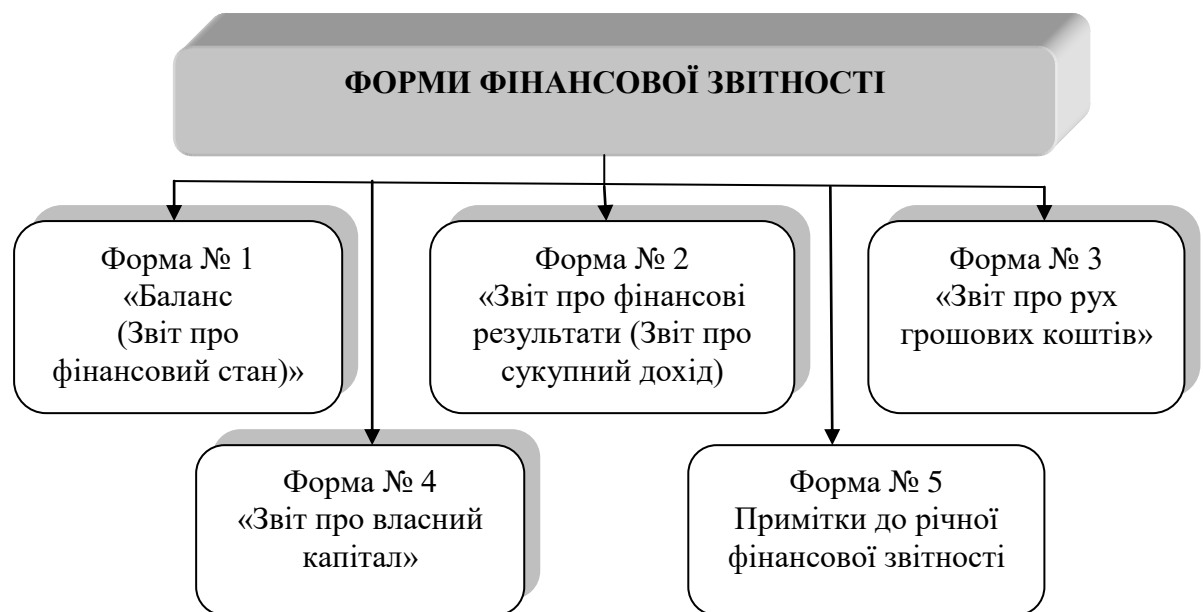 ФОРМИ ФІНАНСОВОЇ ЗВІТНОСТІ
Форма № 1
«Баланс
(Звіт про
фінансовий стан)»
Форма № 2
«Звіт про фінансові
результати (Звіт про
сукупний дохід)
Форма № 3
«Звіт про рух
грошових коштів»
Форма № 4
«Звіт про власний
капітал»
Форма № 5
Примітки до річної
фінансової звітності